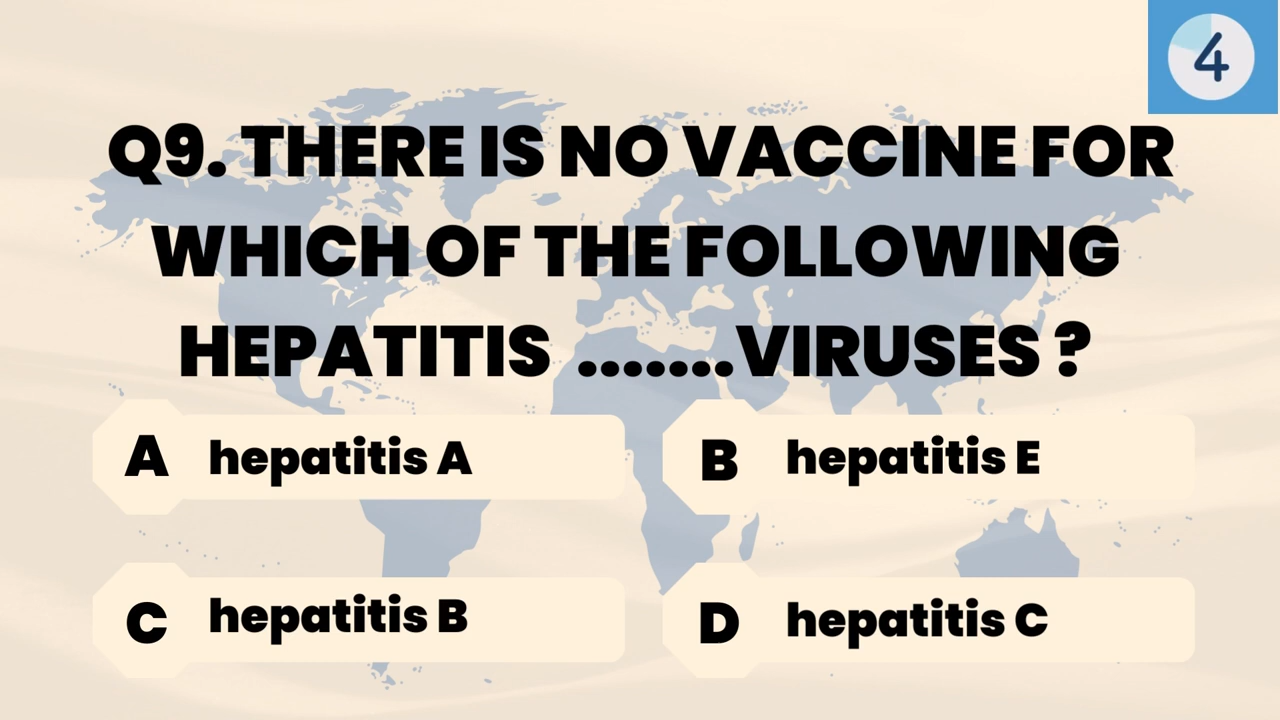 4
Q9. THERE IS NO VACCINE FOR
WHICH OF THE FOLLOWING
HEPATITIS .......VIRUSES ?
A hepatitis A
B hepatitis E
C hepatitis B
D hepatitis C